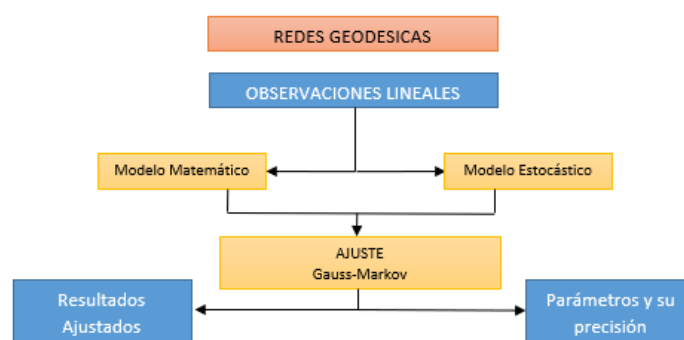 REDES GEODESICAS
OBSERVACIONES LINEALES
Modelo Matemático
Modelo Estocástico
AJUSTE
Gauss-Markov
Resultados
Ajustados
Parámetros y su
precisión